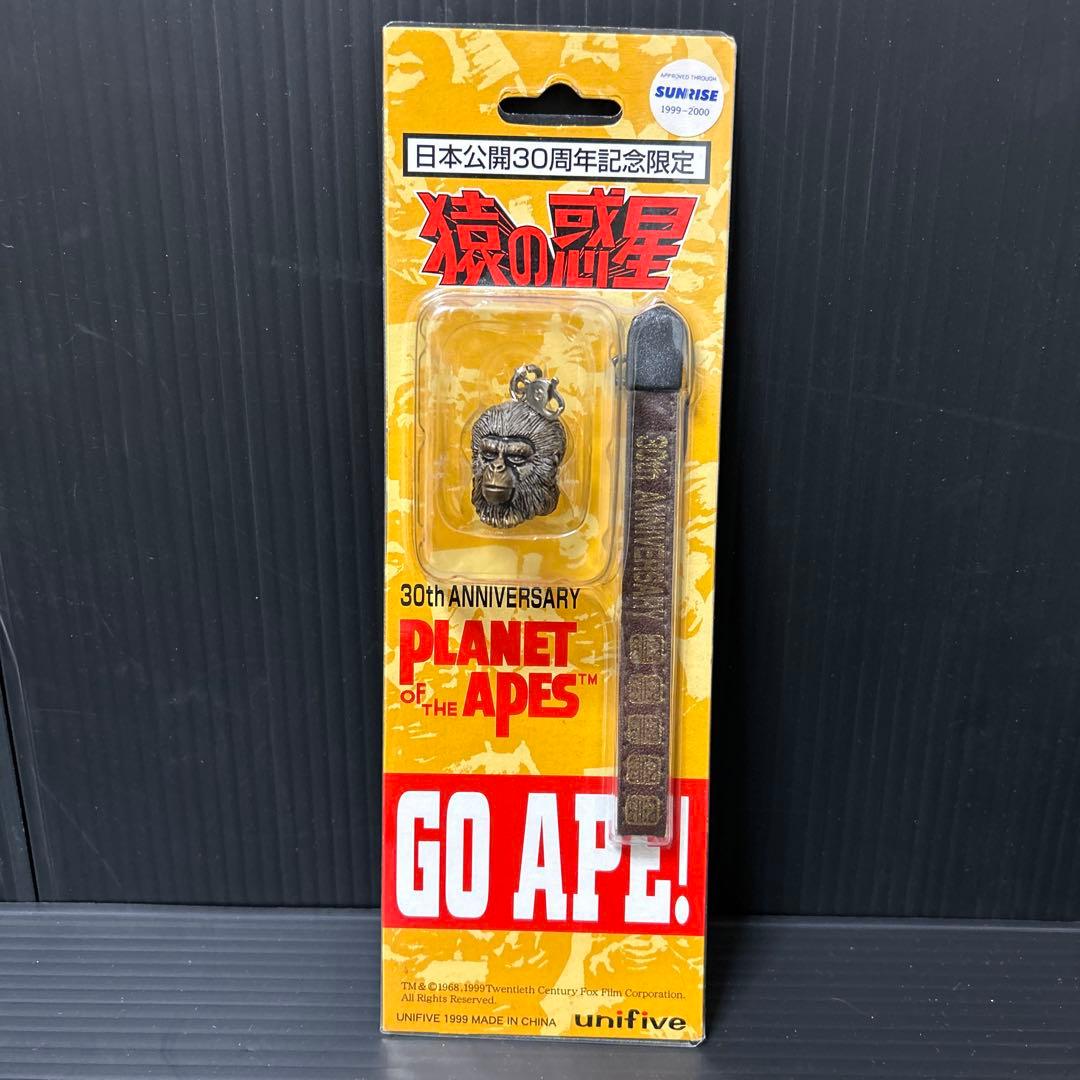 APPROVED THROUGH
SUNRISE
1999-2000
日本公開30周年記念限定
猿の惑星
30th ANNIVERSARY
30th ANNIVERSARY
PLANET
OF THE APES™
GO APE!
TM & ©1968,1999 Twentieth Century Fox Film Corporation.
All Rights Reserved.
UNIFIVE 1999 MADE IN CHINA unifive